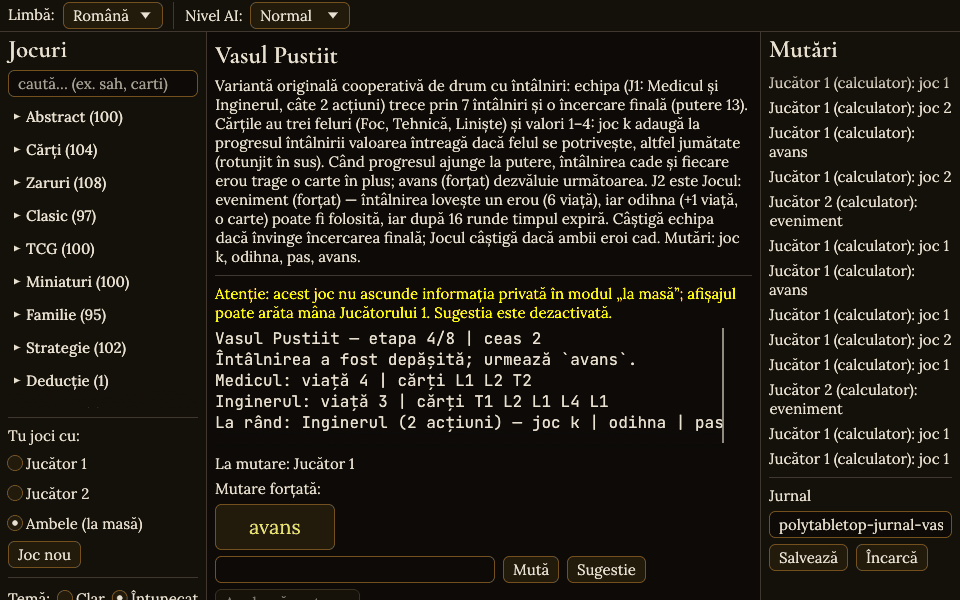 Limbă: Română ▼ Nivel AI: Normal ▼
Jocuri
caută... (ex. sah, carti)
▸ Abstract (100)
▸ Cărți (104)
▸ Zaruri (108)
▸ Clasic (97)
▸ TCG (100)
▸ Miniaturi (100)
▸ Familie (95)
▸ Strategie (102)
▸ Deducție (1)
Tu joci cu:
Jucător 1
Jucător 2
Ambele (la masă)
Joc nou
Temă: Clar Întunecat
Vasul Pustiit
Variantă originală cooperativă de drum cu întâlniri: echipa (J1: Medicul și
Inginerul, câte 2 acțiuni) trece prin 7 întâlniri și o încercare finală (putere 13).
Cărțile au trei feluri (Foc, Tehnică, Liniște) și valori 1–4: joc k adaugă la
progresul întâlnirii valoarea întreagă dacă felul se potrivește, altfel jumătate
(rotunjit în sus). Când progresul ajunge la putere, întâlnirea cade și fiecare
erou trage o carte în plus; avans (forțat) dezvăluie următoarea. J2 este Jocul:
eveniment (forțat) — întâlnirea lovește un erou (6 viață), iar odihna (+1 viață,
o carte) poate fi folosită, iar după 16 runde timpul expiră. Câștigă echipa
dacă învinge încercarea finală; Jocul câștigă dacă ambii eroi cad. Mutări: joc
k, odihna, pas, avans.
Atenție: acest joc nu ascunde informația privată în modul „la masă”; afișajul
poate arăta mâna Jucătorului 1. Sugestia este dezactivată.
Vasul Pustiit — etapa 4/8 | ceas 2
Întâlnirea a fost depășită; urmează `avans`.
Medicul: viață 4 | cărți L1 L2 T2
Inginerul: viață 3 | cărți T1 L2 L1 L4 L1
La rând: Inginerul (2 acțiuni) — joc k | odihna | pas
La mutare: Jucător 1
Mutare forțată:
avans
Mută Sugestie
Mutări
Jucător 1 (calculator): joc 1
Jucător 1 (calculator): joc 2
Jucător 1 (calculator):
avans
Jucător 1 (calculator): joc 2
Jucător 2 (calculator):
eveniment
Jucător 1 (calculator): joc 1
Jucător 1 (calculator):
avans
Jucător 1 (calculator): joc 1
Jucător 1 (calculator): joc 2
Jucător 1 (calculator): joc 1
Jucător 2 (calculator):
eveniment
Jucător 1 (calculator): joc 1
Jucător 1 (calculator): joc 1
Jurnal
polytabletop-jurnal-vas
Salvează Încarcă